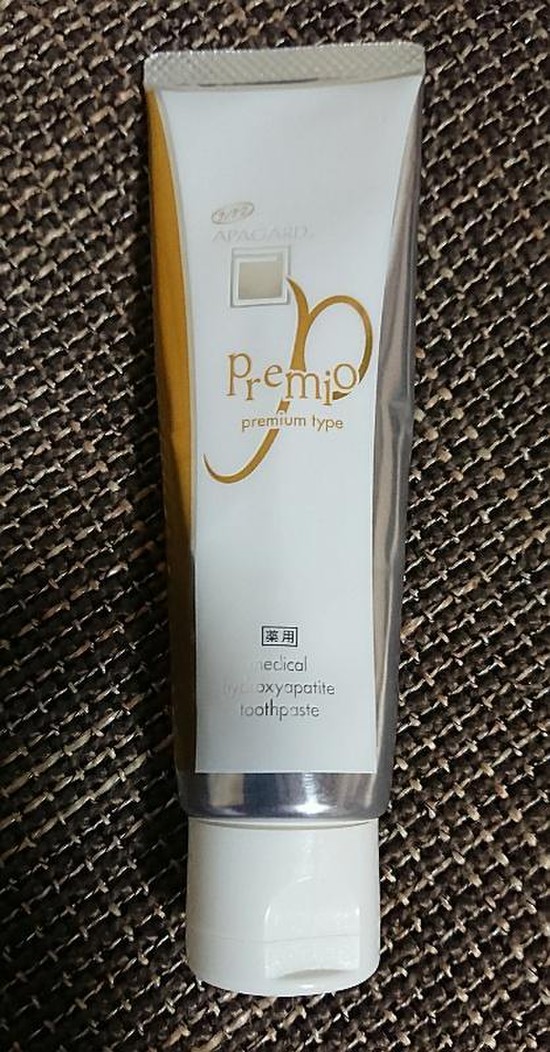 APAGARD
premio
premium type
薬用
medical
hydroxyapatite
toothpaste